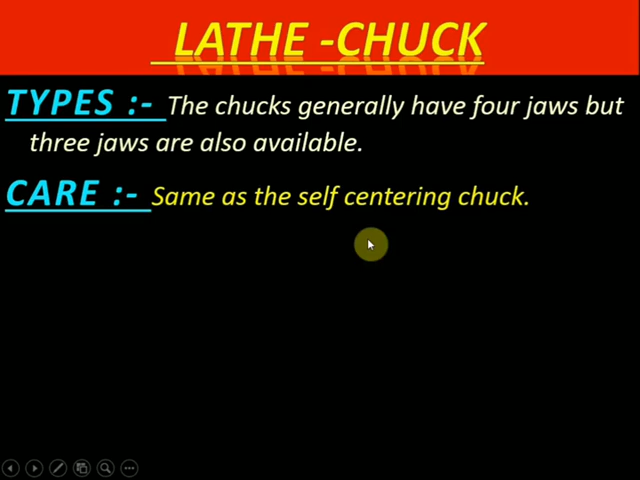 LATHE -CHUCK
TYPES :- The chucks generally have four jaws but
three jaws are also available.
CARE :- Same as the self centering chuck.